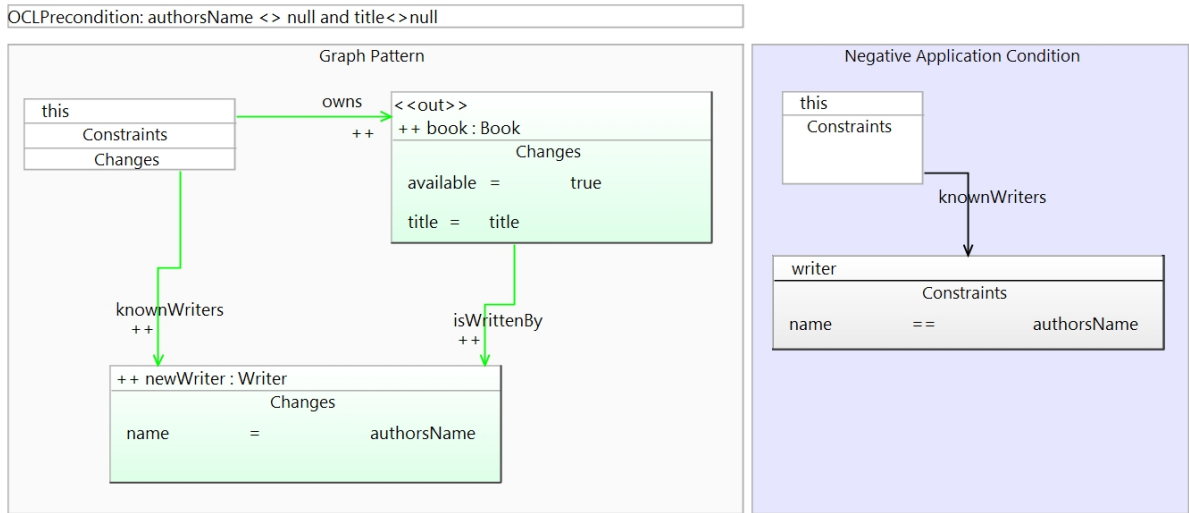 OCLPrecondition: authorsName <> null and title<>null
Graph Pattern
this
Constraints
Changes
owns
++
<<out>>
++ book : Book
Changes
available = true
title = title
knownWriters
++
isWrittenBy
++
++ newWriter : Writer
Changes
name = authorsName
Negative Application Condition
this
Constraints
knownWriters
writer
Constraints
name == authorsName